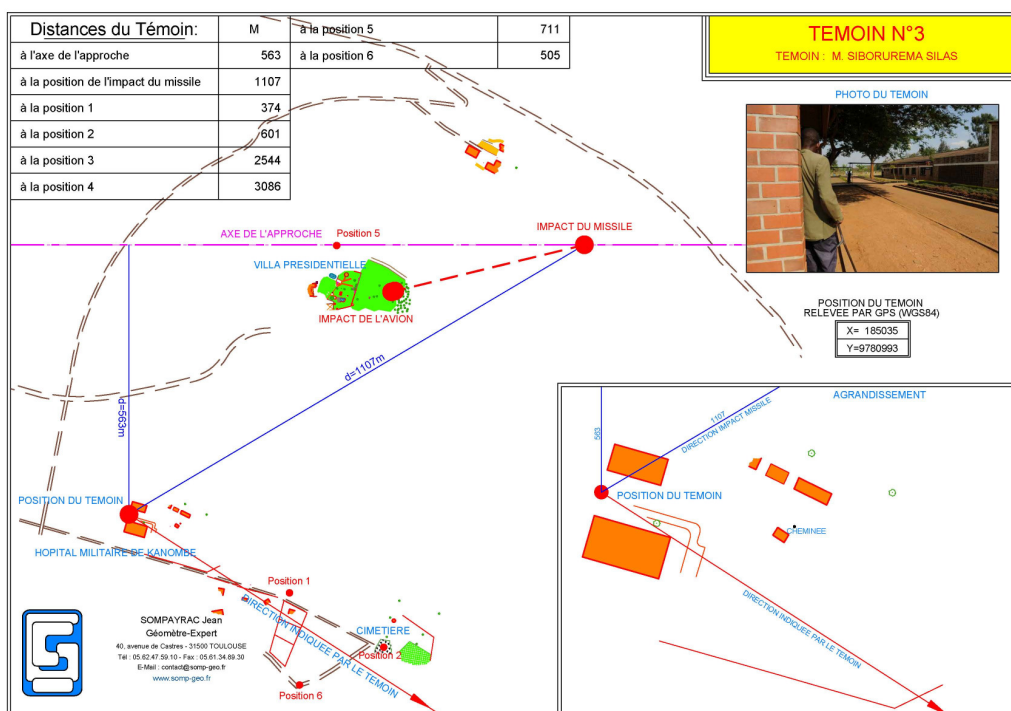 Distances du Témoin: M
à l'axe de l'approche 563
à la position de l'impact du missile 1107
à la position 1 374
à la position 2 601
à la position 3 2544
à la position 4 3086
à la position 5 711
à la position 6 505
TEMOIN N°3
TEMOIN : M. SIBORUREMA SILAS
PHOTO DU TEMOIN
AXE DE L'APPROCHE
Position 5
IMPACT DU MISSILE
VILLA PRESIDENTIELLE
IMPACT DE L'AVION
POSITION DU TEMOIN
RELEVEE PAR GPS (WGS84)
X= 185035
Y=9780993
d=1107m
d=563m
POSITION DU TEMOIN
HOPITAL MILITAIRE DE KANOMBE
Position 1
DIRECTION INDIQUEE PAR LE TEMOIN
CIMETIERE
Position 2
Position 6
SOMPAYRAC Jean
Géomètre-Expert
40, avenue de Castres - 31500 TOULOUSE
Tél : 05.62.47.59.10 - Fax : 05.61.34.89.30
E-Mail : contact@somp-geo.fr
www.somp-geo.fr
AGRANDISSEMENT
563
1107
DIRECTION IMPACT MISSILE
POSITION DU TEMOIN
CHEMINEE
DIRECTION INDIQUEE PAR LE TEMOIN